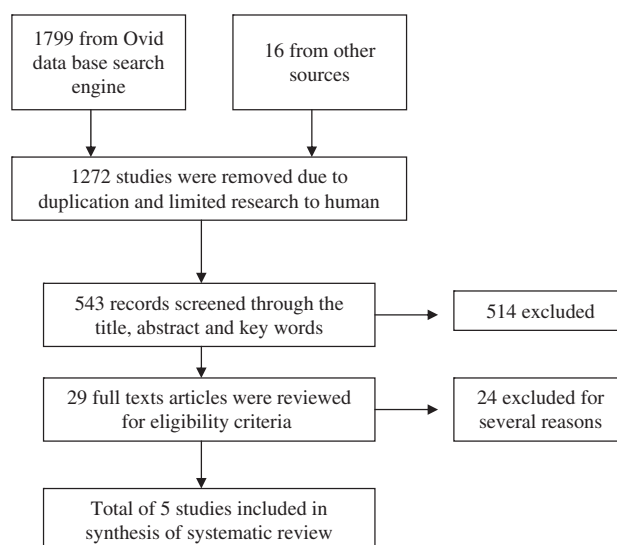 1799 from Ovid
data base search
engine
16 from other
sources
1272 studies were removed due to
duplication and limited research to human
543 records screened through the
title, abstract and key words
514 excluded
29 full texts articles were reviewed
for eligibility criteria
24 excluded for
several reasons
Total of 5 studies included in
synthesis of systematic review